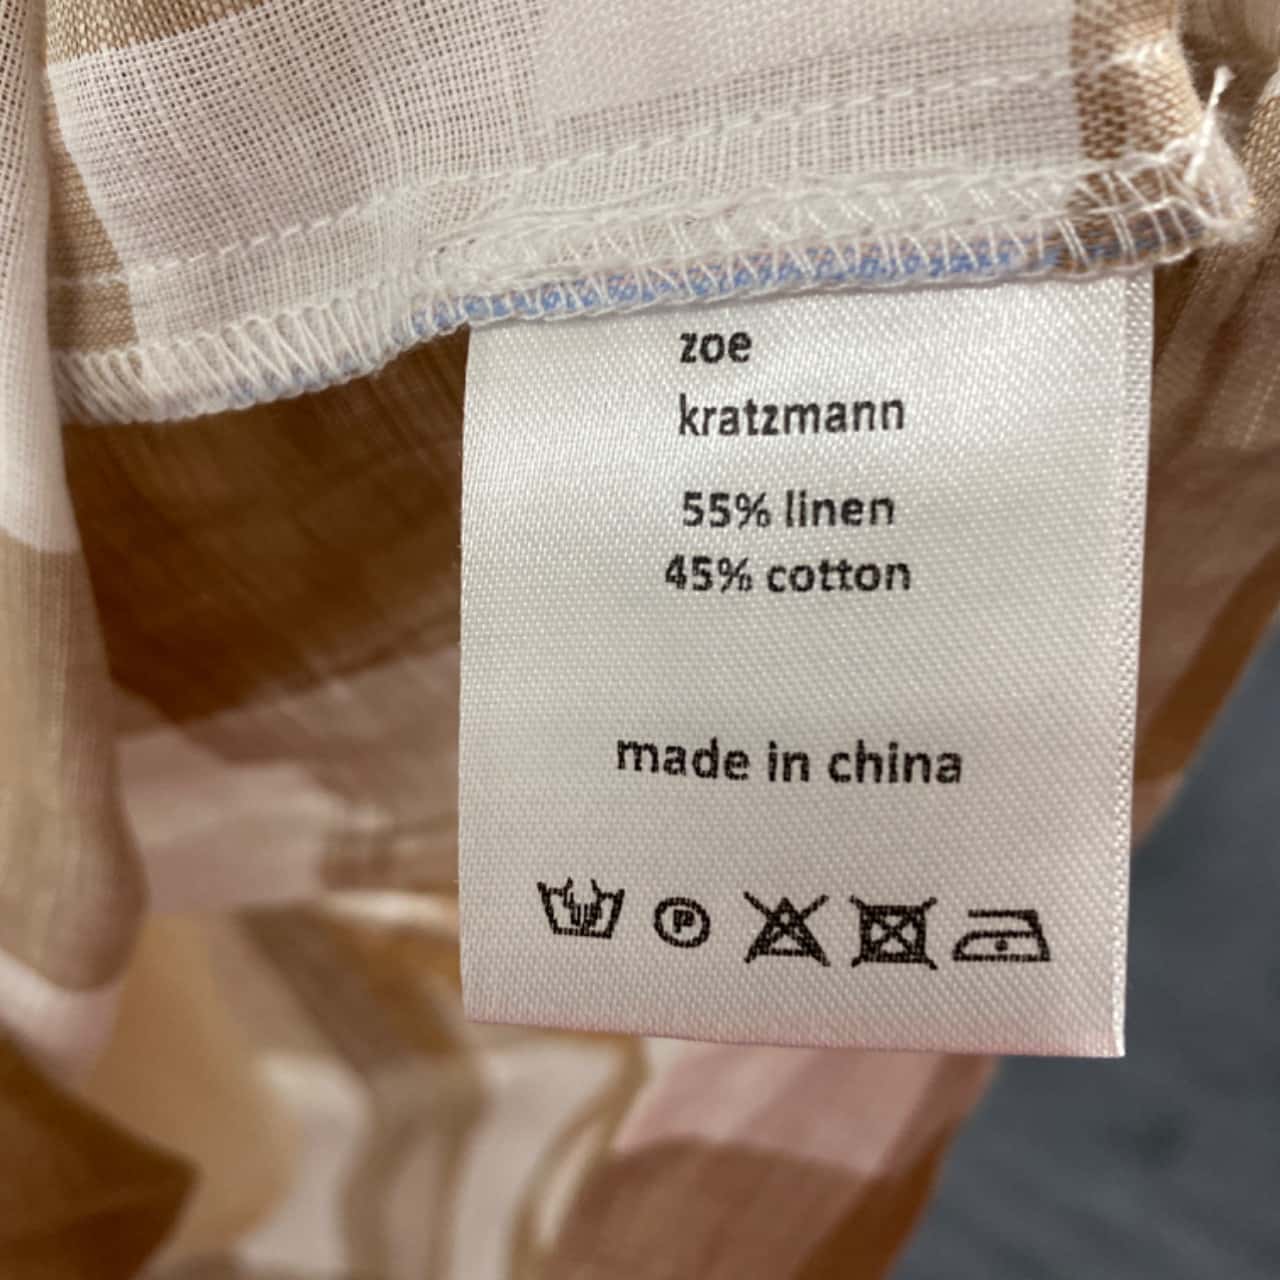 zoe
kratzmann
55% linen
45% cotton
made in china
P